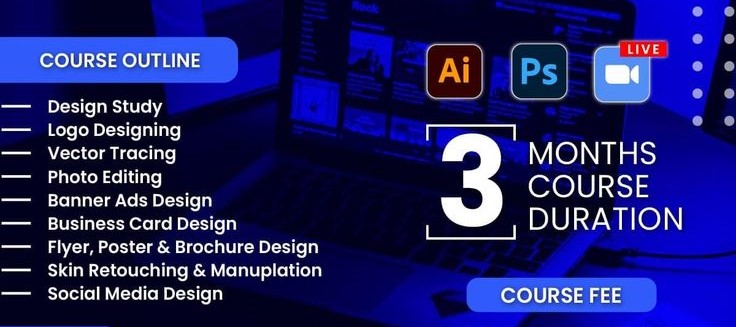 COURSE OUTLINE
Design Study
Logo Designing
Vector Tracing
Photo Editing
Banner Ads Design
Business Card Design
Flyer, Poster & Brochure Design
Skin Retouching & Manuplation
Social Media Design
Ai
Ps
LIVE
3
MONTHS
COURSE
DURATION
COURSE FEE